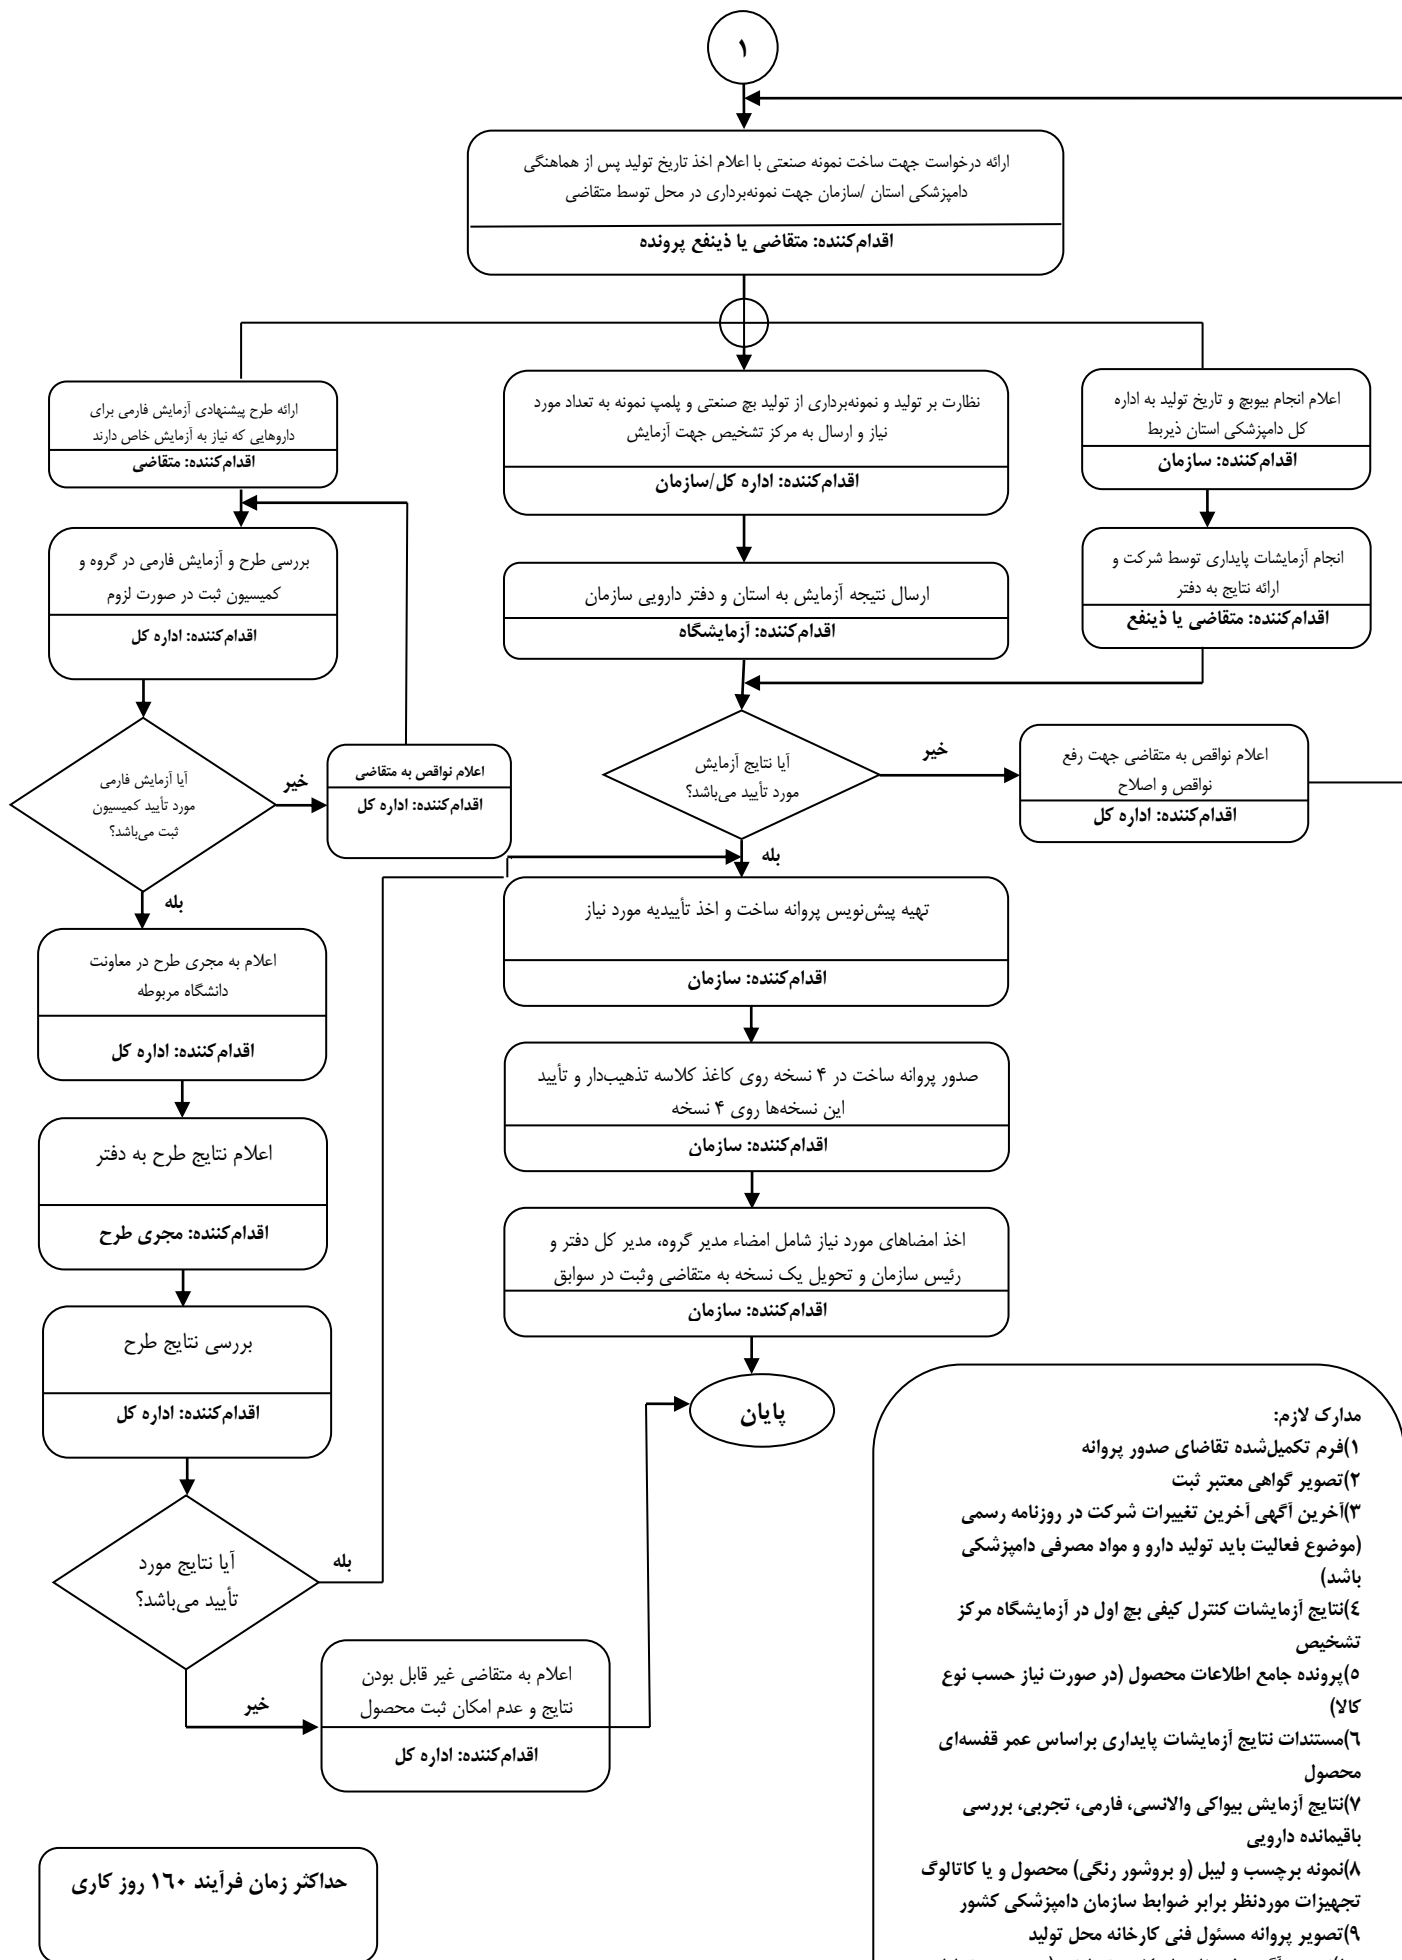 ۱
ارائه درخواست جهت ساخت نمونه صنعتی با اعلام اخذ تاریخ تولید پس از هماهنگی
دامپزشکی استان /سازمان جهت نمونه‌برداری در محل توسط متقاضی
اقدام‌کننده: متقاضی یا ذینفع پرونده
اعلام انجام بیوبچ و تاریخ تولید به اداره
کل دامپزشکی استان ذیربط
اقدام‌کننده: سازمان
نظارت بر تولید و نمونه‌برداری از تولید بچ صنعتی و پلمپ نمونه به تعداد مورد
نیاز و ارسال به مرکز تشخیص جهت آزمایش
اقدام‌کننده: اداره کل/سازمان
ارائه طرح پیشنهادی آزمایش فارمی برای
داروهایی که نیاز به آزمایش خاص دارند
اقدام‌کننده: متقاضی
انجام آزمایشات پایداری توسط شرکت و
ارائه نتایج به دفتر
اقدام‌کننده: متقاضی یا ذینفع
ارسال نتیجه آزمایش به استان و دفتر دارویی سازمان
اقدام‌کننده: آزمایشگاه
بررسی طرح و آزمایش فارمی در گروه و
کمیسیون ثبت در صورت لزوم
اقدام‌کننده: اداره کل
اعلام نواقص به متقاضی جهت رفع
نواقص و اصلاح
اقدام‌کننده: اداره کل
خیر
آیا نتایج آزمایش
مورد تأیید می‌باشد؟
بله
اعلام نواقص به متقاضی
اقدام‌کننده: اداره کل
خیر
آیا آزمایش فارمی
مورد تأیید کمیسیون
ثبت می‌باشد؟
بله
تهیه پیش‌نویس پروانه ساخت و اخذ تأییدیه مورد نیاز
اقدام‌کننده: سازمان
اعلام به مجری طرح در معاونت
دانشگاه مربوطه
اقدام‌کننده: اداره کل
صدور پروانه ساخت در ۴ نسخه روی کاغذ کلاسه تذهیب‌دار و تأیید
این نسخه‌ها روی ۴ نسخه
اقدام‌کننده: سازمان
اعلام نتایج طرح به دفتر
اقدام‌کننده: مجری طرح
اخذ امضاهای مورد نیاز شامل امضاء مدیر گروه، مدیر کل دفتر و
رئیس سازمان و تحویل یک نسخه به متقاضی وثبت در سوابق
اقدام‌کننده: سازمان
بررسی نتایج طرح
اقدام‌کننده: اداره کل
پایان
آیا نتایج مورد
تأیید می‌باشد؟
بله
خیر
اعلام به متقاضی غیر قابل بودن
نتایج و عدم امکان ثبت محصول
اقدام‌کننده: اداره کل
مدارک لازم:
۱)فرم تکمیل‌شده تقاضای صدور پروانه
۲)تصویر گواهی معتبر ثبت
۳)آخرین آگهی آخرین تغییرات شرکت در روزنامه رسمی
(موضوع فعالیت باید تولید دارو و مواد مصرفی دامپزشکی
باشد)
٤)نتایج آزمایشات کنترل کیفی بچ اول در آزمایشگاه مرکز
تشخیص
٥)پرونده جامع اطلاعات محصول (در صورت نیاز حسب نوع
کالا)
٦)مستندات نتایج آزمایشات پایداری براساس عمر قفسه‌ای
محصول
۷)نتایج آزمایش بیواکی والانسی، فارمی، تجربی، بررسی
باقیمانده دارویی
۸)نمونه برچسب و لیبل (و بروشور رنگی) محصول و یا کاتالوگ
تجهیزات موردنظر برابر ضوابط سازمان دامپزشکی کشور
۹)تصویر پروانه مسئول فنی کارخانه محل تولید
حداکثر زمان فرآیند ۱٦۰ روز کاری